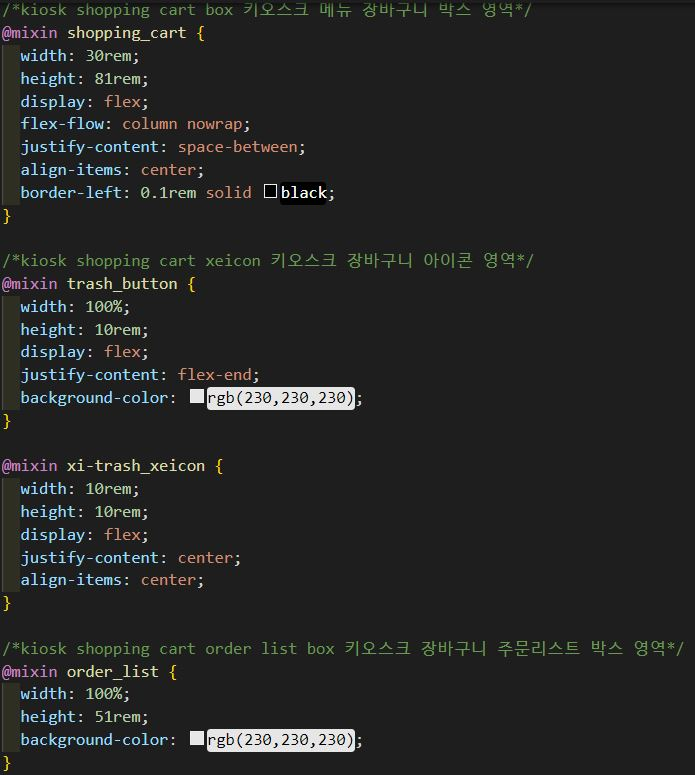 /*kiosk shopping cart box 키오스크 메뉴 장바구니 박스 영역*/
@mixin shopping_cart {
width: 30rem;
height: 81rem;
display: flex;
flex-flow: column nowrap;
justify-content: space-between;
align-items: center;
border-left: 0.1rem solid black;
}
/*kiosk shopping cart xeicon 키오스크 장바구니 아이콘 영역*/
@mixin trash_button {
width: 100%;
height: 10rem;
display: flex;
justify-content: flex-end;
background-color: rgb(230,230,230);
}
@mixin xi-trash_xeicon {
width: 10rem;
height: 10rem;
display: flex;
justify-content: center;
align-items: center;
}
/*kiosk shopping cart order list box 키오스크 장바구니 주문리스트 박스 영역*/
@mixin order_list {
width: 100%;
height: 51rem;
background-color: rgb(230,230,230);
}